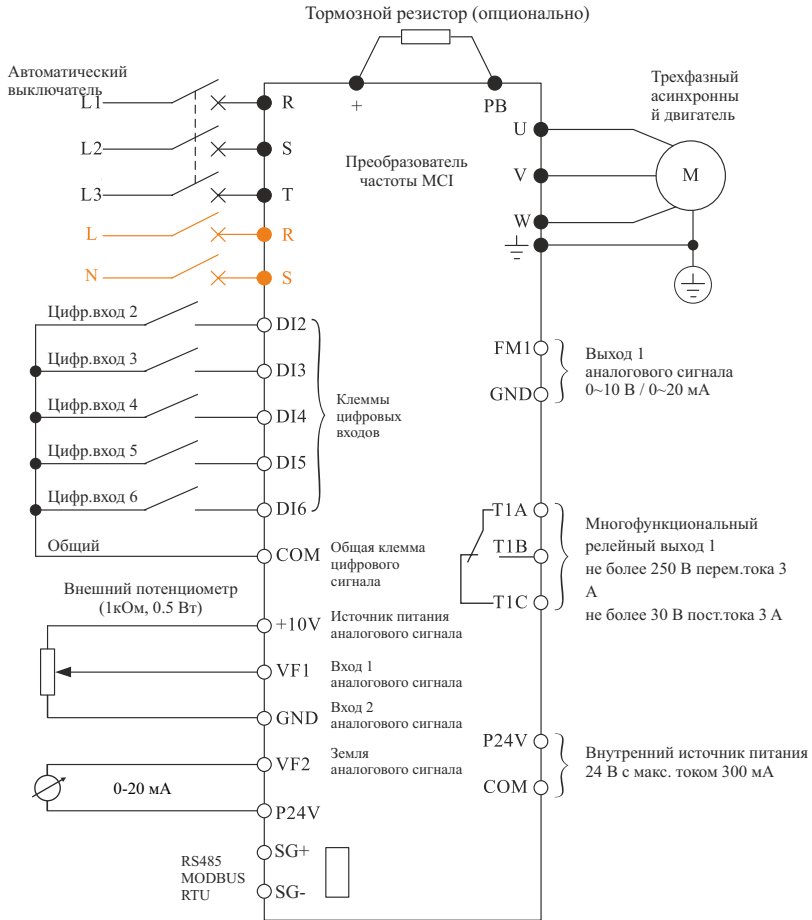 Тормозной резистор (опционально)
Автоматический
выключатель
L1
R
+
PB
Трехфазный
асинхронны
й двигатель
U
L2
S
Преобразователь
частоты MCI
V
M
L3
T
W
L
R
N
S
Цифр.вход 2
DI2
Цифр.вход 3
DI3
Цифр.вход 4
DI4
Цифр.вход 5
DI5
Цифр.вход 6
DI6
Клеммы
цифровых
входов
Общий
COM
Общая клемма
цифрового
сигнала
FM1
GND
Выход 1
аналогового сигнала
0~10 В / 0~20 мА
T1A
T1B
T1C
Многофункциональный
релейный выход 1
не более 250 В перем.тока 3
А
не более 30 В пост.тока 3 А
Внешний потенциометр
(1кОм, 0.5 Вт)
+10V
Источник питания
аналогового сигнала
VF1
Вход 1
аналогового сигнала
GND
Вход 2
аналогового сигнала
VF2
Земля
аналогового сигнала
0-20 мА
P24V
P24V
COM
Внутренний источник питания
24 В с макс. током 300 мА
RS485
MODBUS
RTU
SG+
SG-